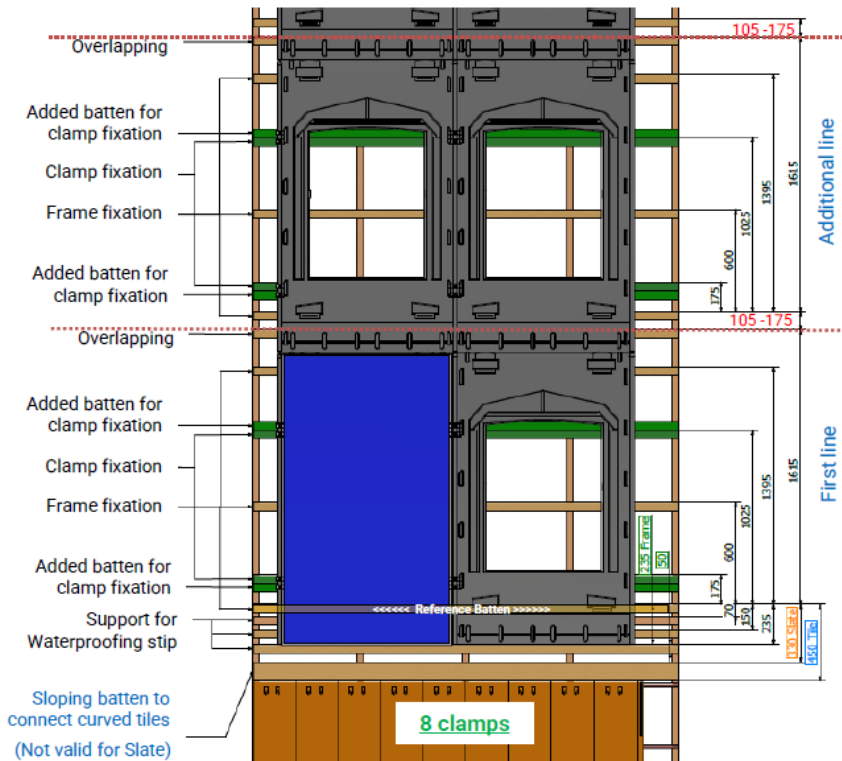 105 -175
Overlapping
Added batten for
clamp fixation
Clamp fixation
Frame fixation
Added batten for
clamp fixation
175
600
1025
1395
1615
Additional line
105 -175
Overlapping
Added batten for
clamp fixation
Clamp fixation
Frame fixation
Added batten for
clamp fixation
Support for
Waterproofing stip
<<<<<< Reference Batten >>>>>>
235 Frame
50
175
600
1025
1395
1615
First line
70
150
235
330 Slate
450 Tile
Sloping batten to
connect curved tiles
(Not valid for Slate)
8 clamps